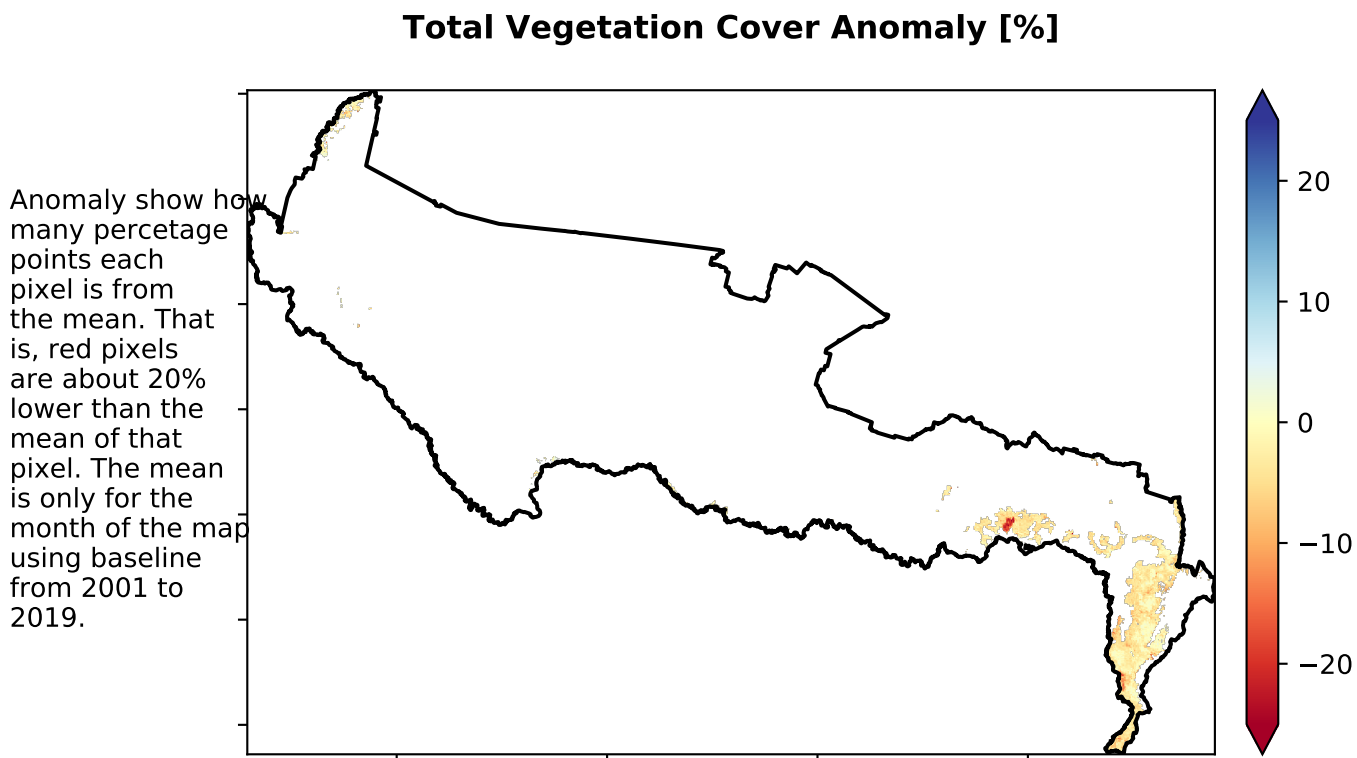 Total Vegetation Cover Anomaly [%]
Anomaly show how
many percetage
points each
pixel is from
the mean. That
is, red pixels
are about 20%
lower than the
mean of that
pixel. The mean
is only for the
month of the map
using baseline
from 2001 to
2019.
20
10
0
−10
−20